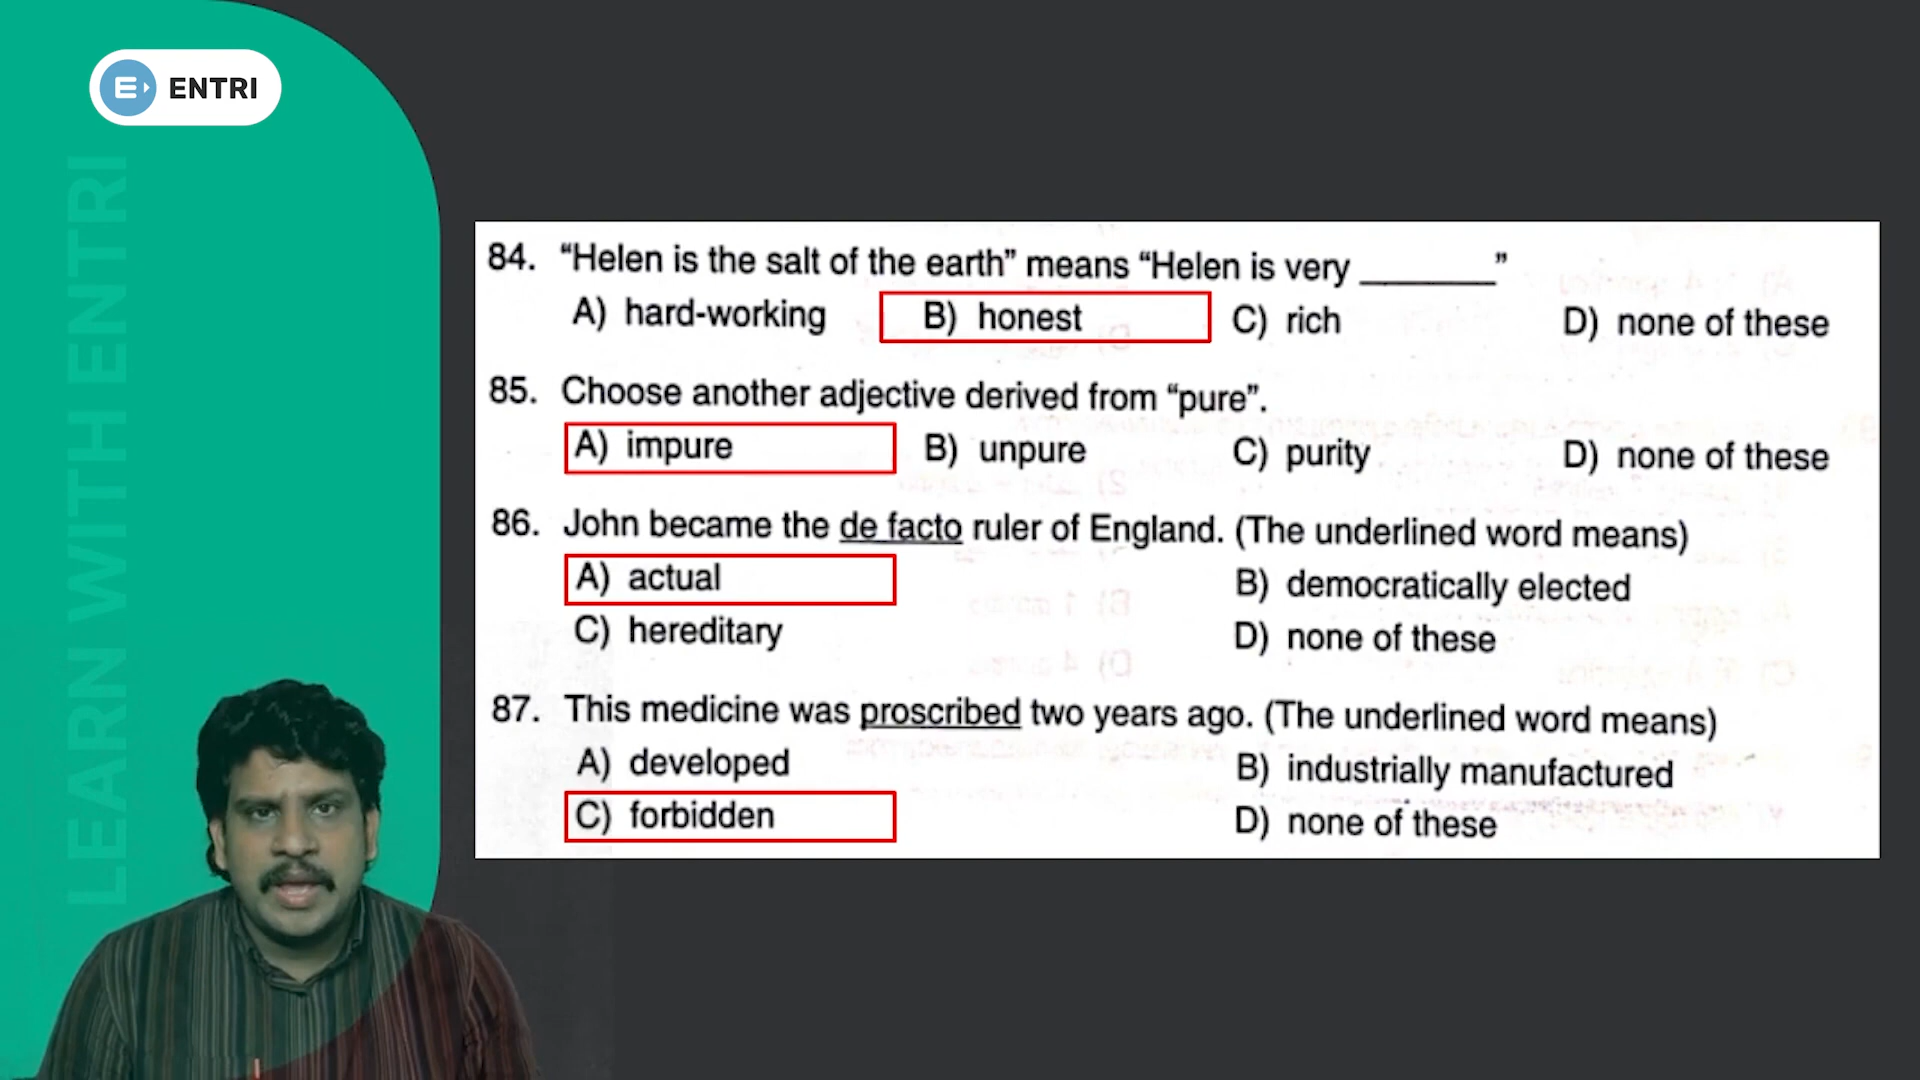 ENTRI
LEARN WITH ENTRI
84. “Helen is the salt of the earth” means “Helen is very ________”
A) hard-working B) honest C) rich D) none of these
85. Choose another adjective derived from “pure”.
A) impure B) unpure C) purity D) none of these
86. John became the de facto ruler of England. (The underlined word means)
A) actual B) democratically elected
C) hereditary D) none of these
87. This medicine was proscribed two years ago. (The underlined word means)
A) developed B) industrially manufactured
C) forbidden D) none of these